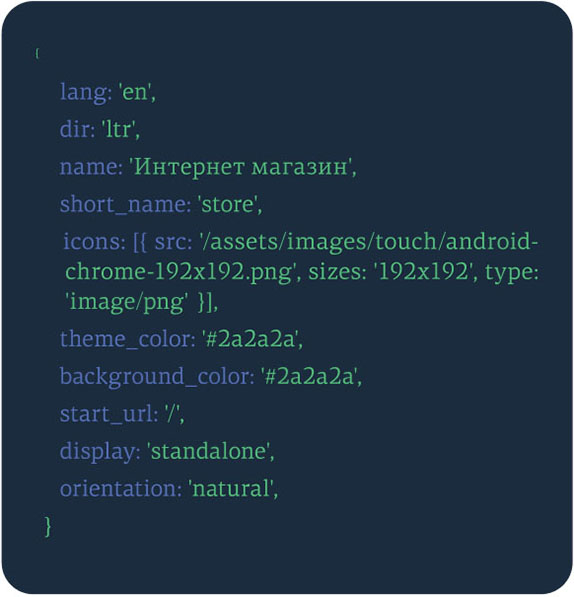 {
lang: 'en',
dir: 'ltr',
name: 'Интернет магазин',
short_name: 'store',
icons: [{ src: '/assets/images/touch/android-
chrome-192x192.png', sizes: '192x192', type:
'image/png' }],
theme_color: '#2a2a2a',
background_color: '#2a2a2a',
start_url: '/',
display: 'standalone',
orientation: 'natural',
}